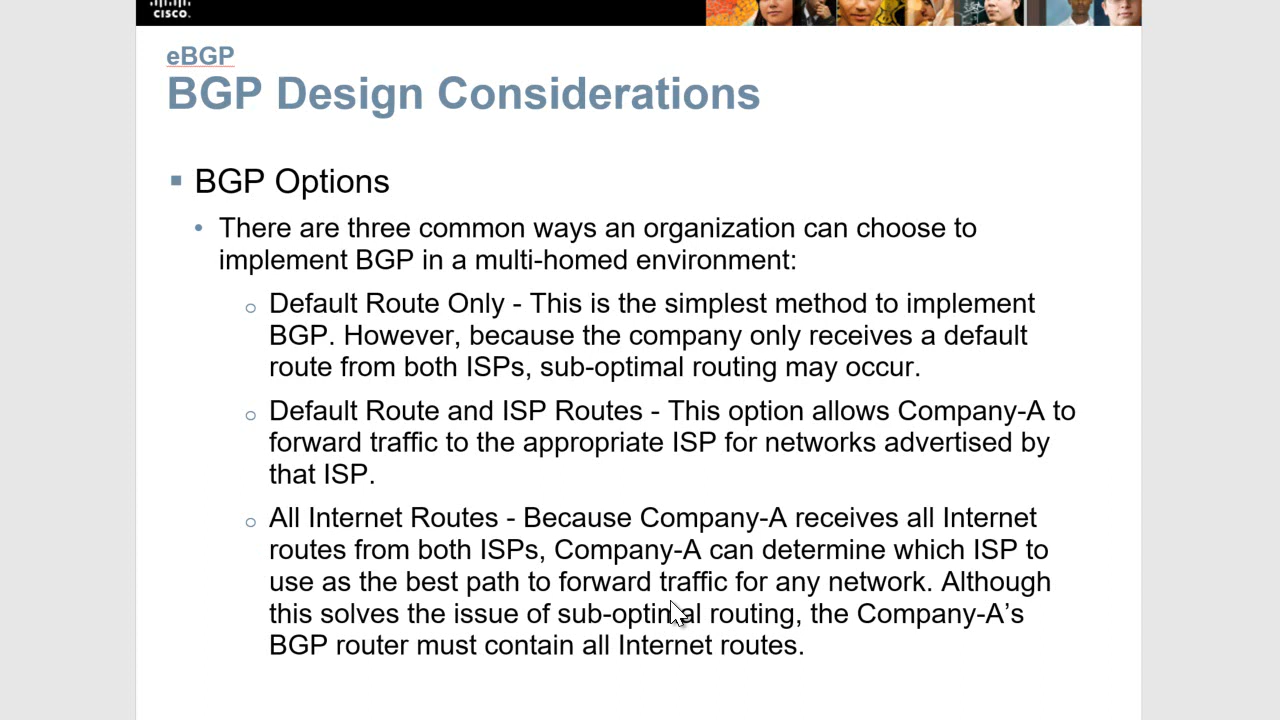 CISCO.
eBGP
BGP Design Considerations
BGP Options
There are three common ways an organization can choose to
implement BGP in a multi-homed environment:
Default Route Only - This is the simplest method to implement
BGP. However, because the company only receives a default
route from both ISPs, sub-optimal routing may occur.
Default Route and ISP Routes - This option allows Company-A to
forward traffic to the appropriate ISP for networks advertised by
that ISP.
All Internet Routes - Because Company-A receives all Internet
routes from both ISPs, Company-A can determine which ISP to
use as the best path to forward traffic for any network. Although
this solves the issue of sub-optimal routing, the Company-A’s
BGP router must contain all Internet routes.